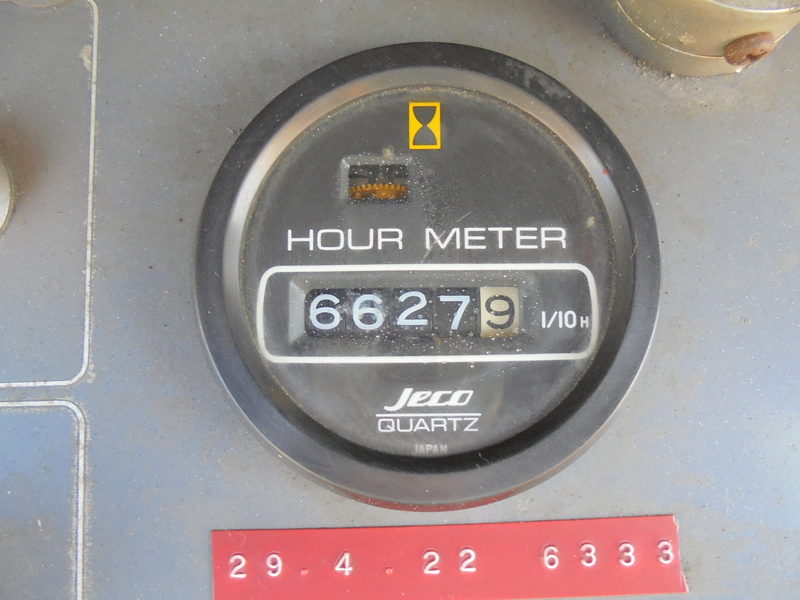 HOUR METER
66279 1/10H
Jeco
QUARTZ
JAPAN
29.4.22 6333